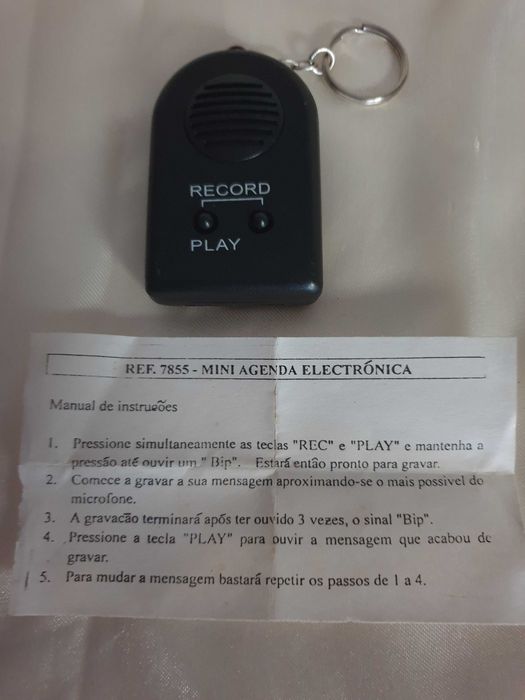 RECORD
PLAY
REF. 7855 - MINI AGENDA ELECTRÓNICA
Manual de instruções
1. Pressione simultaneamente as teclas "REC" e "PLAY" e mantenha a
pressão até ouvir um " Bip". Estará então pronto para gravar.
2. Comece a gravar a sua mensagem aproximando-se o mais possivel do
microfone.
3. A gravacão terminará após ter ouvido 3 vezes, o sinal "Bip".
4. Pressione a tecla "PLAY" para ouvir a mensagem que acabou de
gravar.
5. Para mudar a mensagem bastará repetir os passos de 1 a 4.